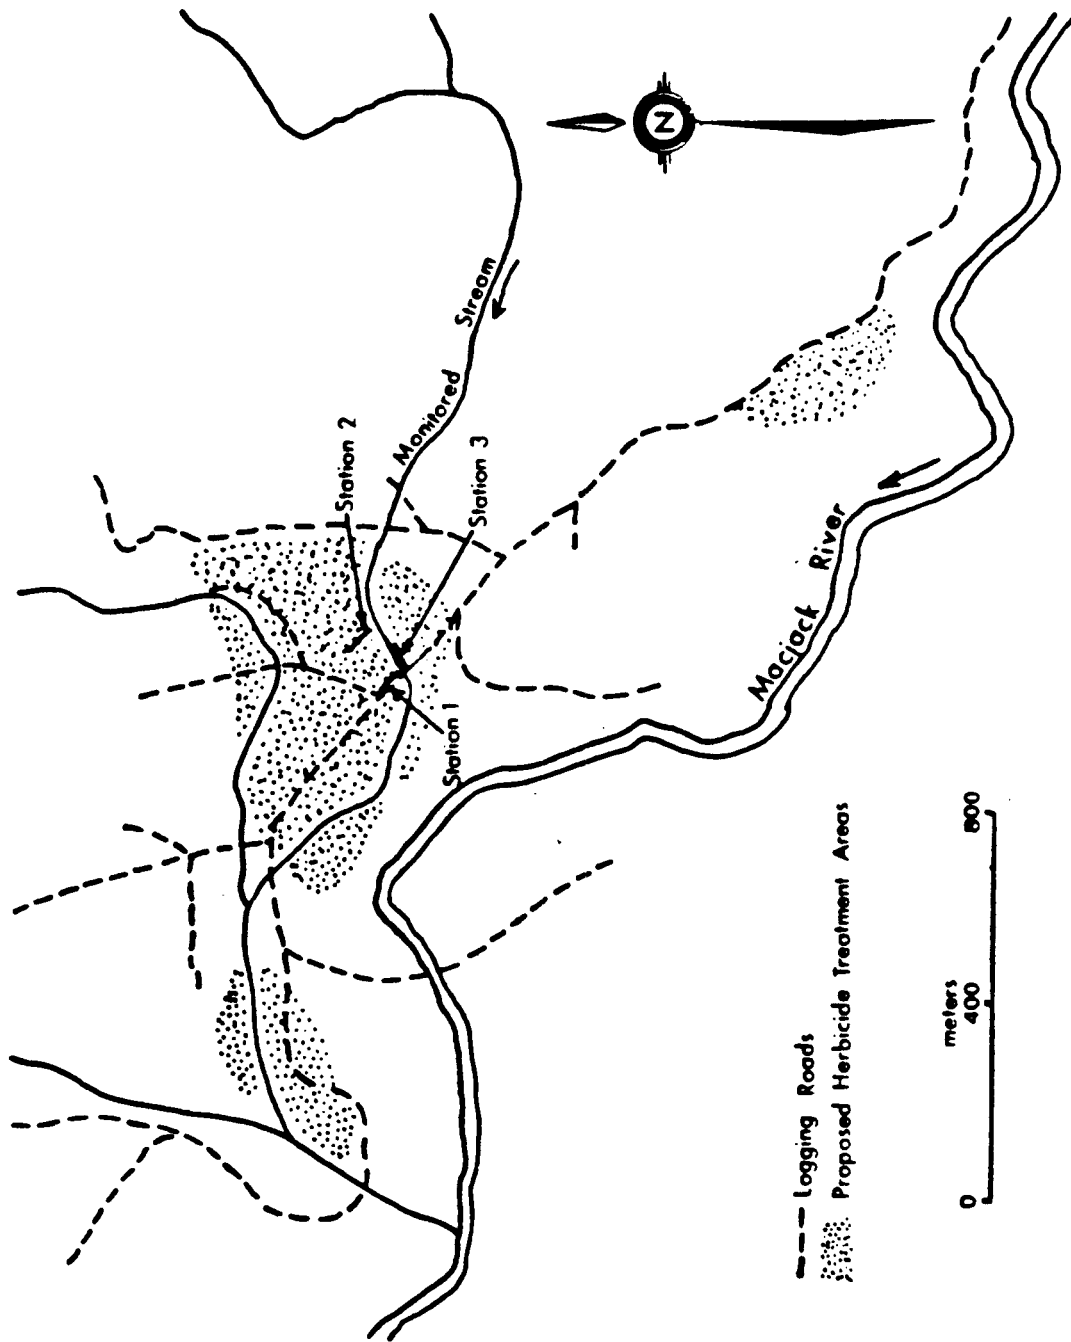 Station 2
Monitored Stream
Station 3
Station 1
N
Macjack River
Logging Roads
Proposed Herbicide Treatment Areas
meters
0 400 800